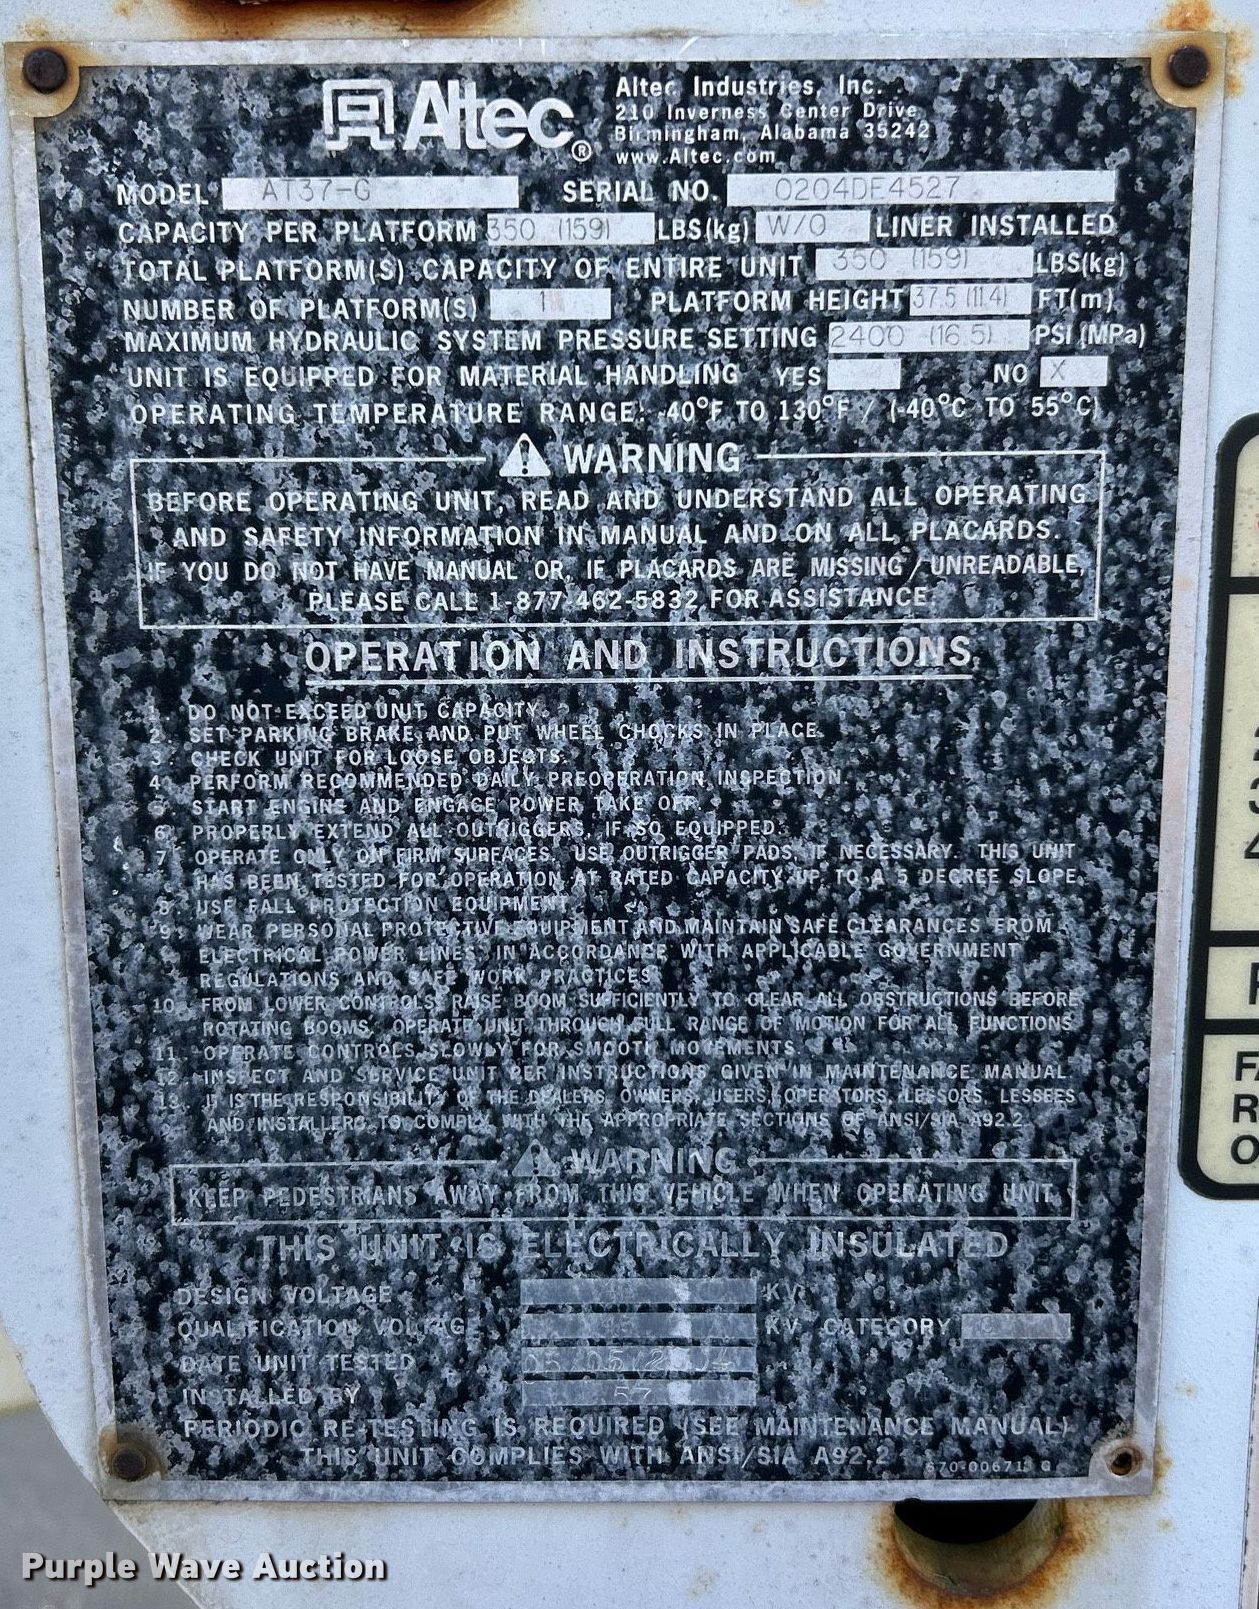 Altec®
Altec Industries, Inc.
210 Inverness Center Drive
Birmingham, Alabama 35242
www.Altec.com
MODEL AT37-G SERIAL NO. 0204DE4527
CAPACITY PER PLATFORM 350 (159) LBS(kg) W/O LINER INSTALLED
TOTAL PLATFORM(S) CAPACITY OF ENTIRE UNIT 350 (159) LBS(kg)
NUMBER OF PLATFORM(S) 1 PLATFORM HEIGHT 37.5 (11.4) FT(m)
MAXIMUM HYDRAULIC SYSTEM PRESSURE SETTING 2400 (16.5) PSI (MPa)
UNIT IS EQUIPPED FOR MATERIAL HANDLING YES NO X
OPERATING TEMPERATURE RANGE: -40°F TO 130°F / (-40°C TO 55°C)
WARNING
BEFORE OPERATING UNIT, READ AND UNDERSTAND ALL OPERATING
AND SAFETY INFORMATION IN MANUAL AND ON ALL PLACARDS.
IF YOU DO NOT HAVE MANUAL OR IF PLACARDS ARE MISSING/UNREADABLE,
PLEASE CALL 1-877-462-5832 FOR ASSISTANCE.
OPERATION AND INSTRUCTIONS
1. DO NOT EXCEED UNIT CAPACITY.
2. SET PARKING BRAKE AND PUT WHEEL CHOCKS IN PLACE.
3. CHECK UNIT FOR LOOSE OBJECTS.
4. PERFORM RECOMMENDED DAILY PREOPERATION INSPECTION.
5. START ENGINE AND ENGAGE POWER TAKE OFF.
6. PROPERLY EXTEND ALL OUTRIGGERS, IF SO EQUIPPED.
7. OPERATE ONLY ON FIRM SURFACES. USE OUTRIGGER PADS, IF NECESSARY. THIS UNIT
HAS BEEN TESTED FOR OPERATION AT RATED CAPACITY UP TO A 5 DEGREE SLOPE.
8. USE FALL PROTECTION EQUIPMENT.
9. WEAR PERSONAL PROTECTIVE EQUIPMENT AND MAINTAIN SAFE CLEARANCES FROM
ELECTRICAL POWER LINES IN ACCORDANCE WITH APPLICABLE GOVERNMENT
REGULATIONS AND SAFE WORK PRACTICES.
10. FROM LOWER CONTROLS RAISE BOOM SUFFICIENTLY TO CLEAR ALL OBSTRUCTIONS BEFORE
ROTATING BOOMS. OPERATE UNIT THROUGH FULL RANGE OF MOTION FOR ALL FUNCTIONS.
11. OPERATE CONTROLS SLOWLY FOR SMOOTH MOVEMENTS.
12. INSPECT AND SERVICE UNIT PER INSTRUCTIONS GIVEN IN MAINTENANCE MANUAL.
13. IT IS THE RESPONSIBILITY OF THE DEALERS, OWNERS, USERS, OPERATORS, LESSORS, LESSEES
AND INSTALLERS TO COMPLY WITH THE APPROPRIATE SECTIONS OF ANSI/SIA A92.2
WARNING
KEEP PEDESTRIANS AWAY FROM THIS VEHICLE WHEN OPERATING UNIT.
THIS UNIT IS ELECTRICALLY INSULATED
DESIGN VOLTAGE KV
QUALIFICATION VOLTAGE KV CATEGORY
DATE UNIT TESTED
INSTALLED BY 57
PERIODIC RE-TESTING IS REQUIRED (SEE MAINTENANCE MANUAL)
THIS UNIT COMPLIES WITH ANSI/SIA A92.2
Purple Wave Auction